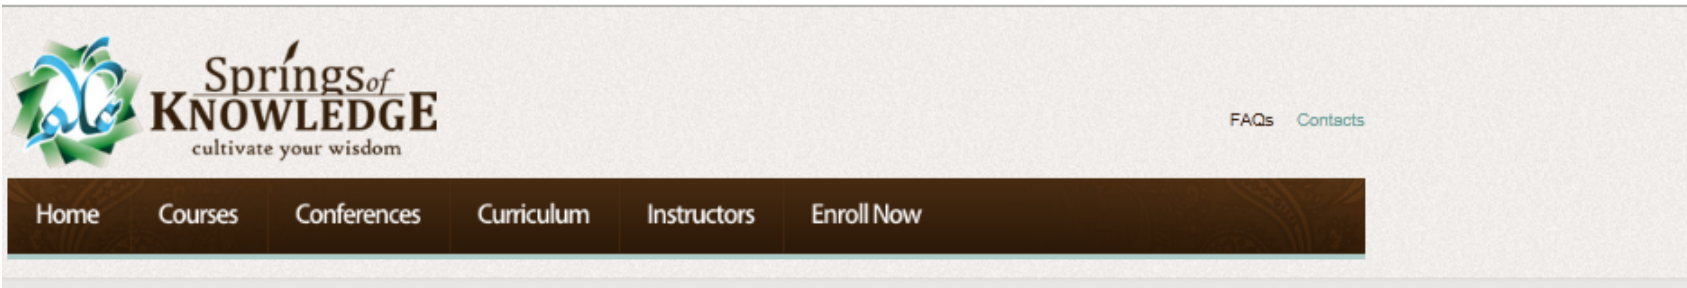 Springs of
KNOWLEDGE
cultivate your wisdom
FAQs Contacts
Home Courses Conferences Curriculum Instructors Enroll Now